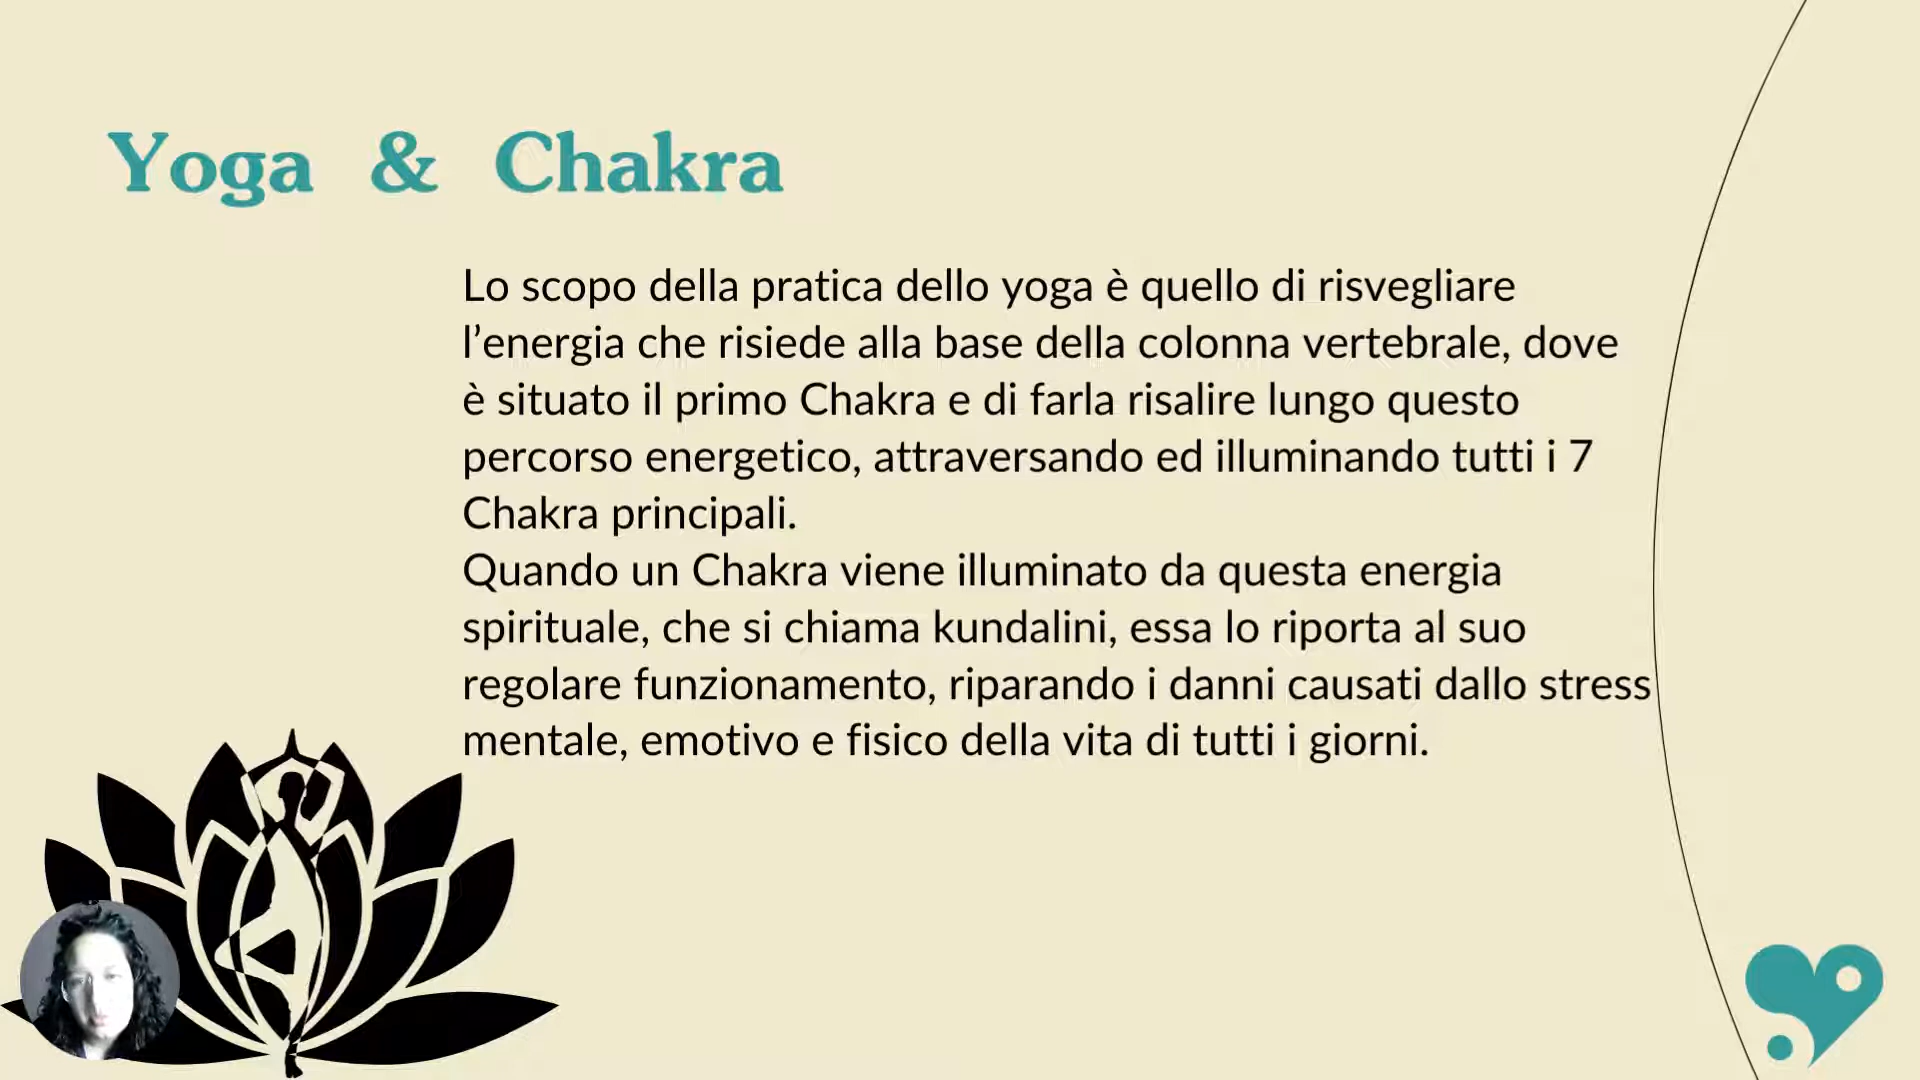 Yoga & Chakra
Lo scopo della pratica dello yoga è quello di risvegliare
l’energia che risiede alla base della colonna vertebrale, dove
è situato il primo Chakra e di farla risalire lungo questo
percorso energetico, attraversando ed illuminando tutti i 7
Chakra principali.
Quando un Chakra viene illuminato da questa energia
spirituale, che si chiama kundalini, essa lo riporta al suo
regolare funzionamento, riparando i danni causati dallo stress
mentale, emotivo e fisico della vita di tutti i giorni.